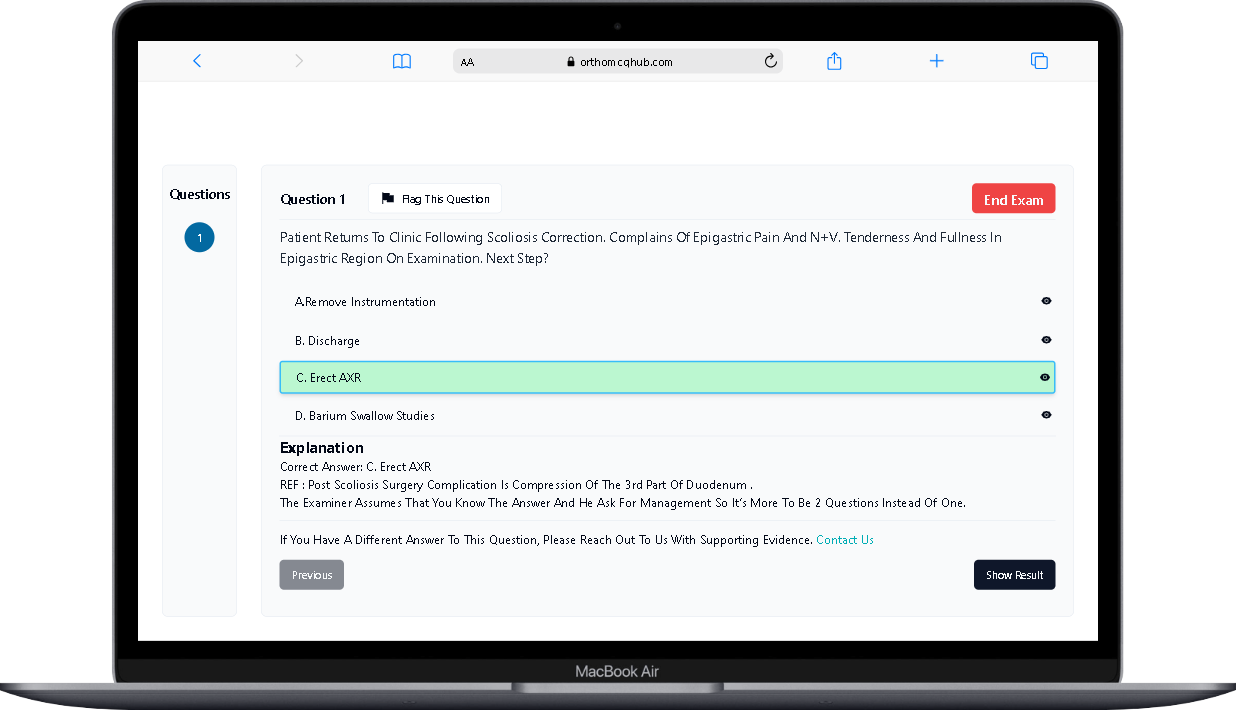 AA
orthomcqhub.com
Questions
1
Question 1
Flag This Question
End Exam
Patient Returns To Clinic Following Scoliosis Correction. Complains Of Epigastric Pain And N+V. Tenderness And Fullness In
Epigastric Region On Examination. Next Step?
A.Remove Instrumentation
B. Discharge
C. Erect AXR
D. Barium Swallow Studies
Explanation
Correct Answer: C. Erect AXR
REF : Post Scoliosis Surgery Complication Is Compression Of The 3rd Part Of Duodenum .
The Examiner Assumes That You Know The Answer And He Ask For Management So It's More To Be 2 Questions Instead Of One.
If You Have A Different Answer To This Question, Please Reach Out To Us With Supporting Evidence. Contact Us
Previous
Show Result
MacBook Air